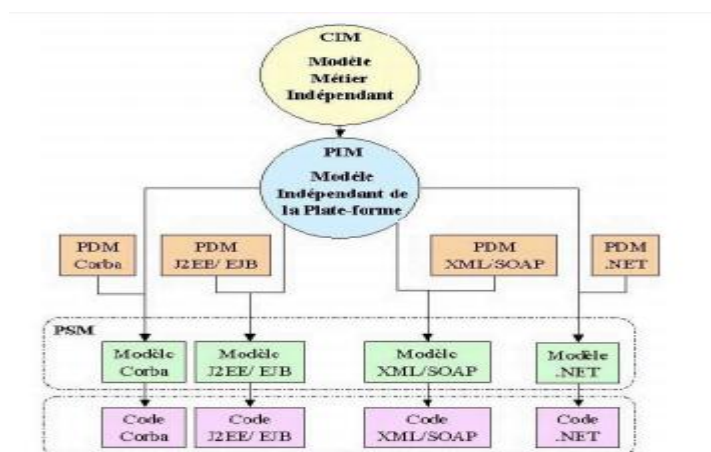 CIM
Modèle
Métier
Indépendant
PIM
Modèle
Indépendant de
la Plate-forme
PDM
Corba
PDM
J2EE/ EJB
PDM
XML/SOAP
PDM
.NET
PSM
Modèle
Corba
Modèle
J2EE/ EJB
Modèle
XML/SOAP
Modèle
.NET
Code
Corba
Code
J2EE/ EJB
Code
XML/SOAP
Code
.NET